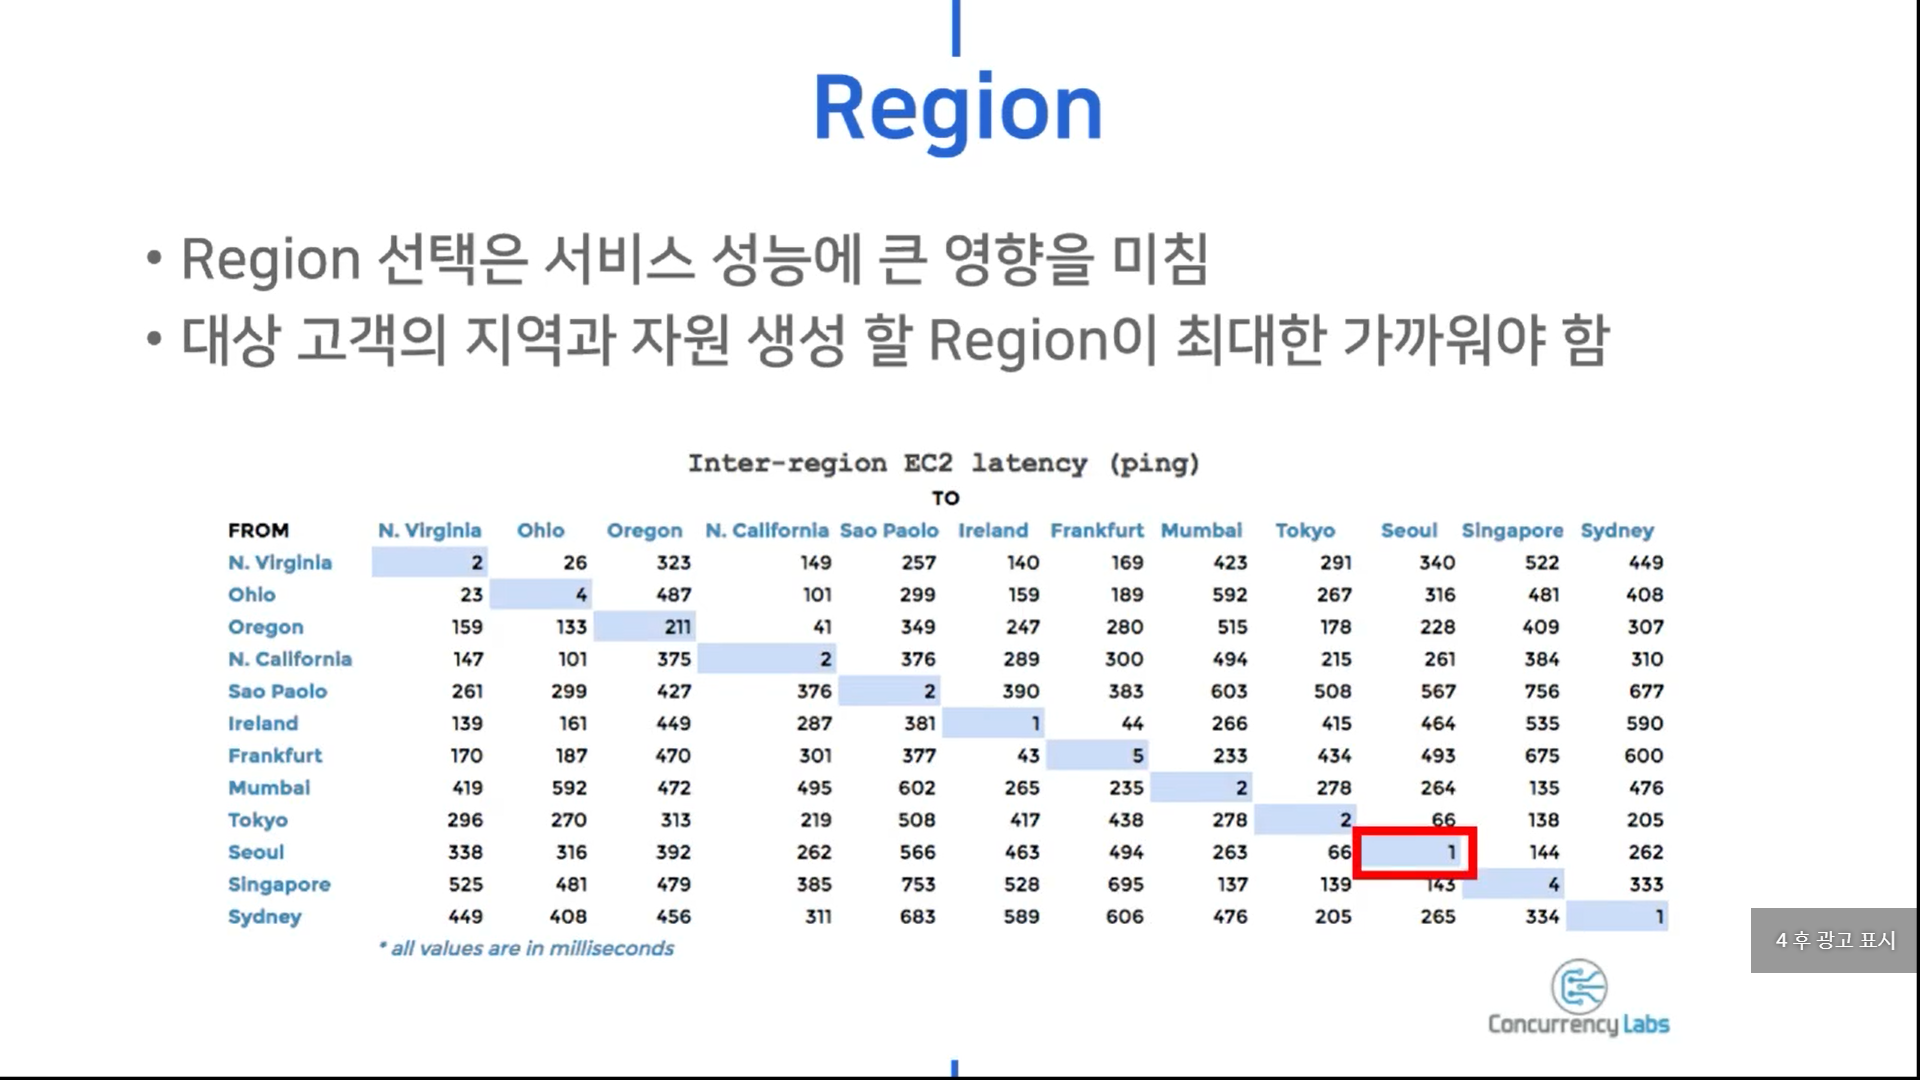 Region
• Region 선택은 서비스 성능에 큰 영향을 미침
• 대상 고객의 지역과 자원 생성 할 Region이 최대한 가까워야 함
Inter-region EC2 latency (ping)
TO
FROM N. Virginia Ohio Oregon N. California Sao Paolo Ireland Frankfurt Mumbai Tokyo Seoul Singapore Sydney
N. Virginia 2 26 323 149 257 140 169 423 291 340 522 449
Ohio 23 4 487 101 299 159 189 592 267 316 481 408
Oregon 159 133 211 41 349 247 280 515 178 228 409 307
N. California 147 101 375 2 376 289 300 494 215 261 384 310
Sao Paolo 261 299 427 376 2 390 383 603 508 567 756 677
Ireland 139 161 449 287 381 1 44 266 415 464 535 590
Frankfurt 170 187 470 301 377 43 5 233 434 493 675 600
Mumbai 419 592 472 495 602 265 235 2 278 264 135 476
Tokyo 296 270 313 219 508 417 438 278 2 66 138 205
Seoul 338 316 392 262 566 463 494 263 66 1 144 262
Singapore 525 481 479 385 753 528 695 137 139 143 4 333
Sydney 449 408 456 311 683 589 606 476 205 265 334 1
* all values are in milliseconds
4 후 광고 표시
Concurrency Labs